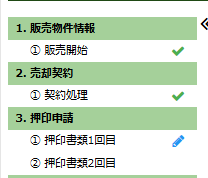 1. 販売物件情報
① 販売開始
2. 売却契約
① 契約処理
3. 押印申請
① 押印書類1回目
② 押印書類2回目